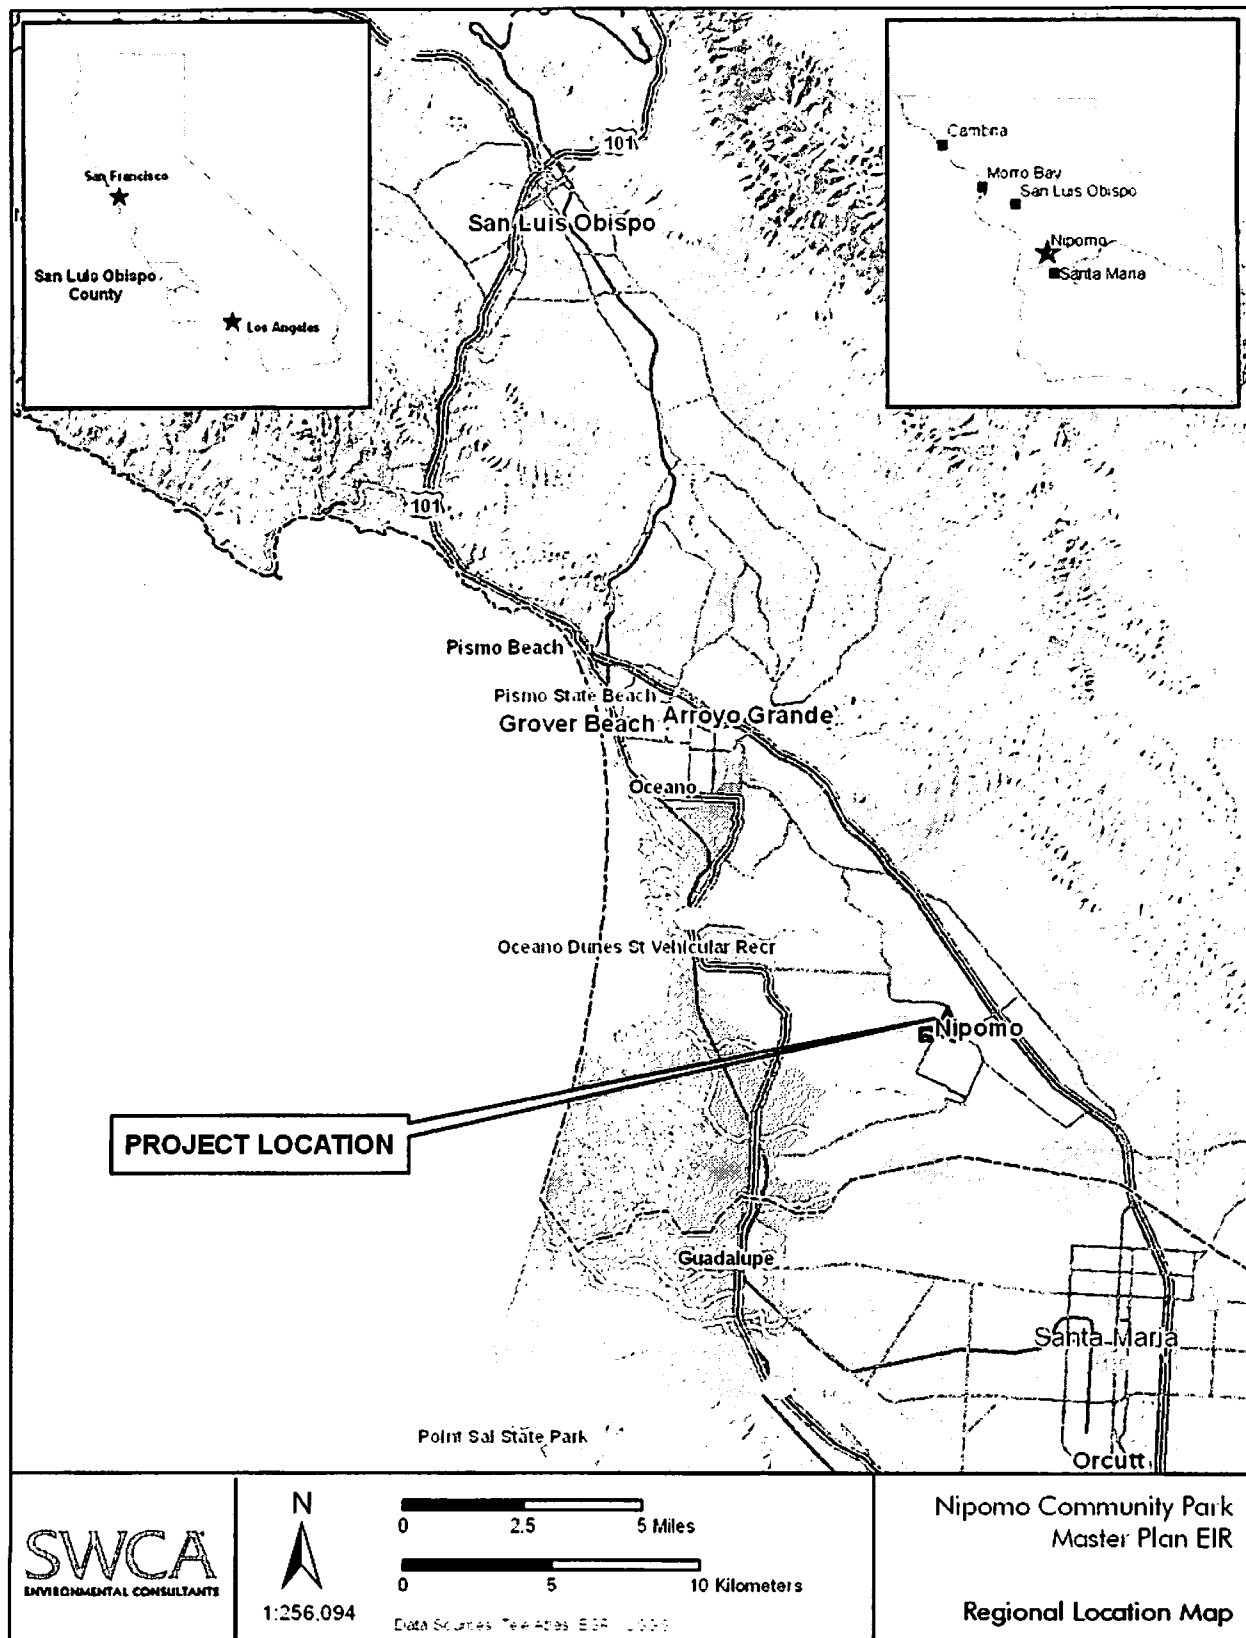 San Francisco
San Luis Obispo
County
Los Angeles
Cambria
Morro Bay
San Luis Obispo
Nipomo
Santa Maria
101
San Luis Obispo
101
Pismo Beach
Pismo State Beach
Grover Beach
Arroyo Grande
Oceano
Oceano Dunes St Vehicular Recr
Nipomo
PROJECT LOCATION
Guadalupe
Santa Maria
Point Sal State Park
Orcutt
SWCA
ENVIRONMENTAL CONSULTANTS
N
1:256,094
0 2.5 5 Miles
0 5 10 Kilometers
Data Sources
Nipomo Community Park
Master Plan EIR
Regional Location Map